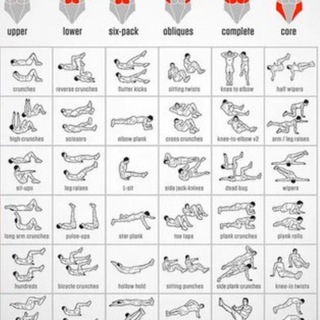 upper lower six-pack obliques complete core
crunches reverse crunches flutter kicks sitting twists knee to elbow half wipers
high crunches scissors elbow plank cross crunches knee-to-elbow v2 arm / leg raises
sit-ups leg raises l-sit side jack-knives dead bug wipers
long arm crunches pulse-ups star plank toe taps plank crunches plank rolls
hundreds bicycle crunches hollow hold sitting punches side plank crunches knee-in twists